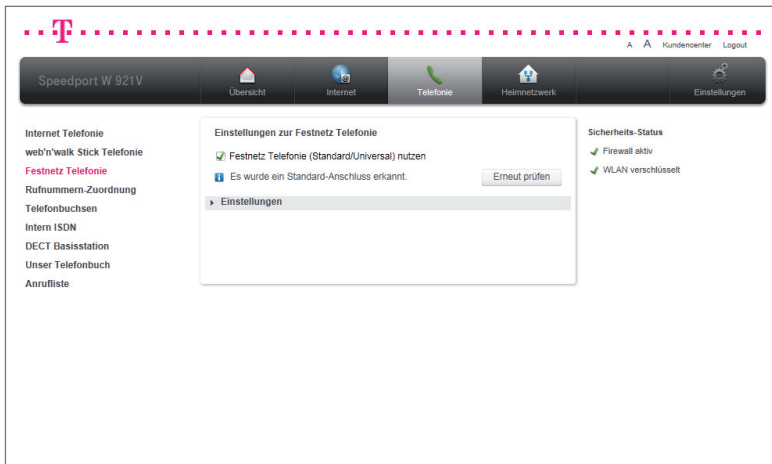 T
A A Kundencenter Logout
Speedport W 921V
Übersicht
Internet
Telefonie
Heimnetzwerk
Einstellungen
Internet Telefonie
web'n'walk Stick Telefonie
Festnetz Telefonie
Rufnummern-Zuordnung
Telefonbuchsen
Intern ISDN
DECT Basisstation
Unser Telefonbuch
Anrufliste
Einstellungen zur Festnetz Telefonie
Festnetz Telefonie (Standard/Universal) nutzen
Es wurde ein Standard-Anschluss erkannt.
Erneut prüfen
Einstellungen
Sicherheits-Status
Firewall aktiv
WLAN verschlüsselt